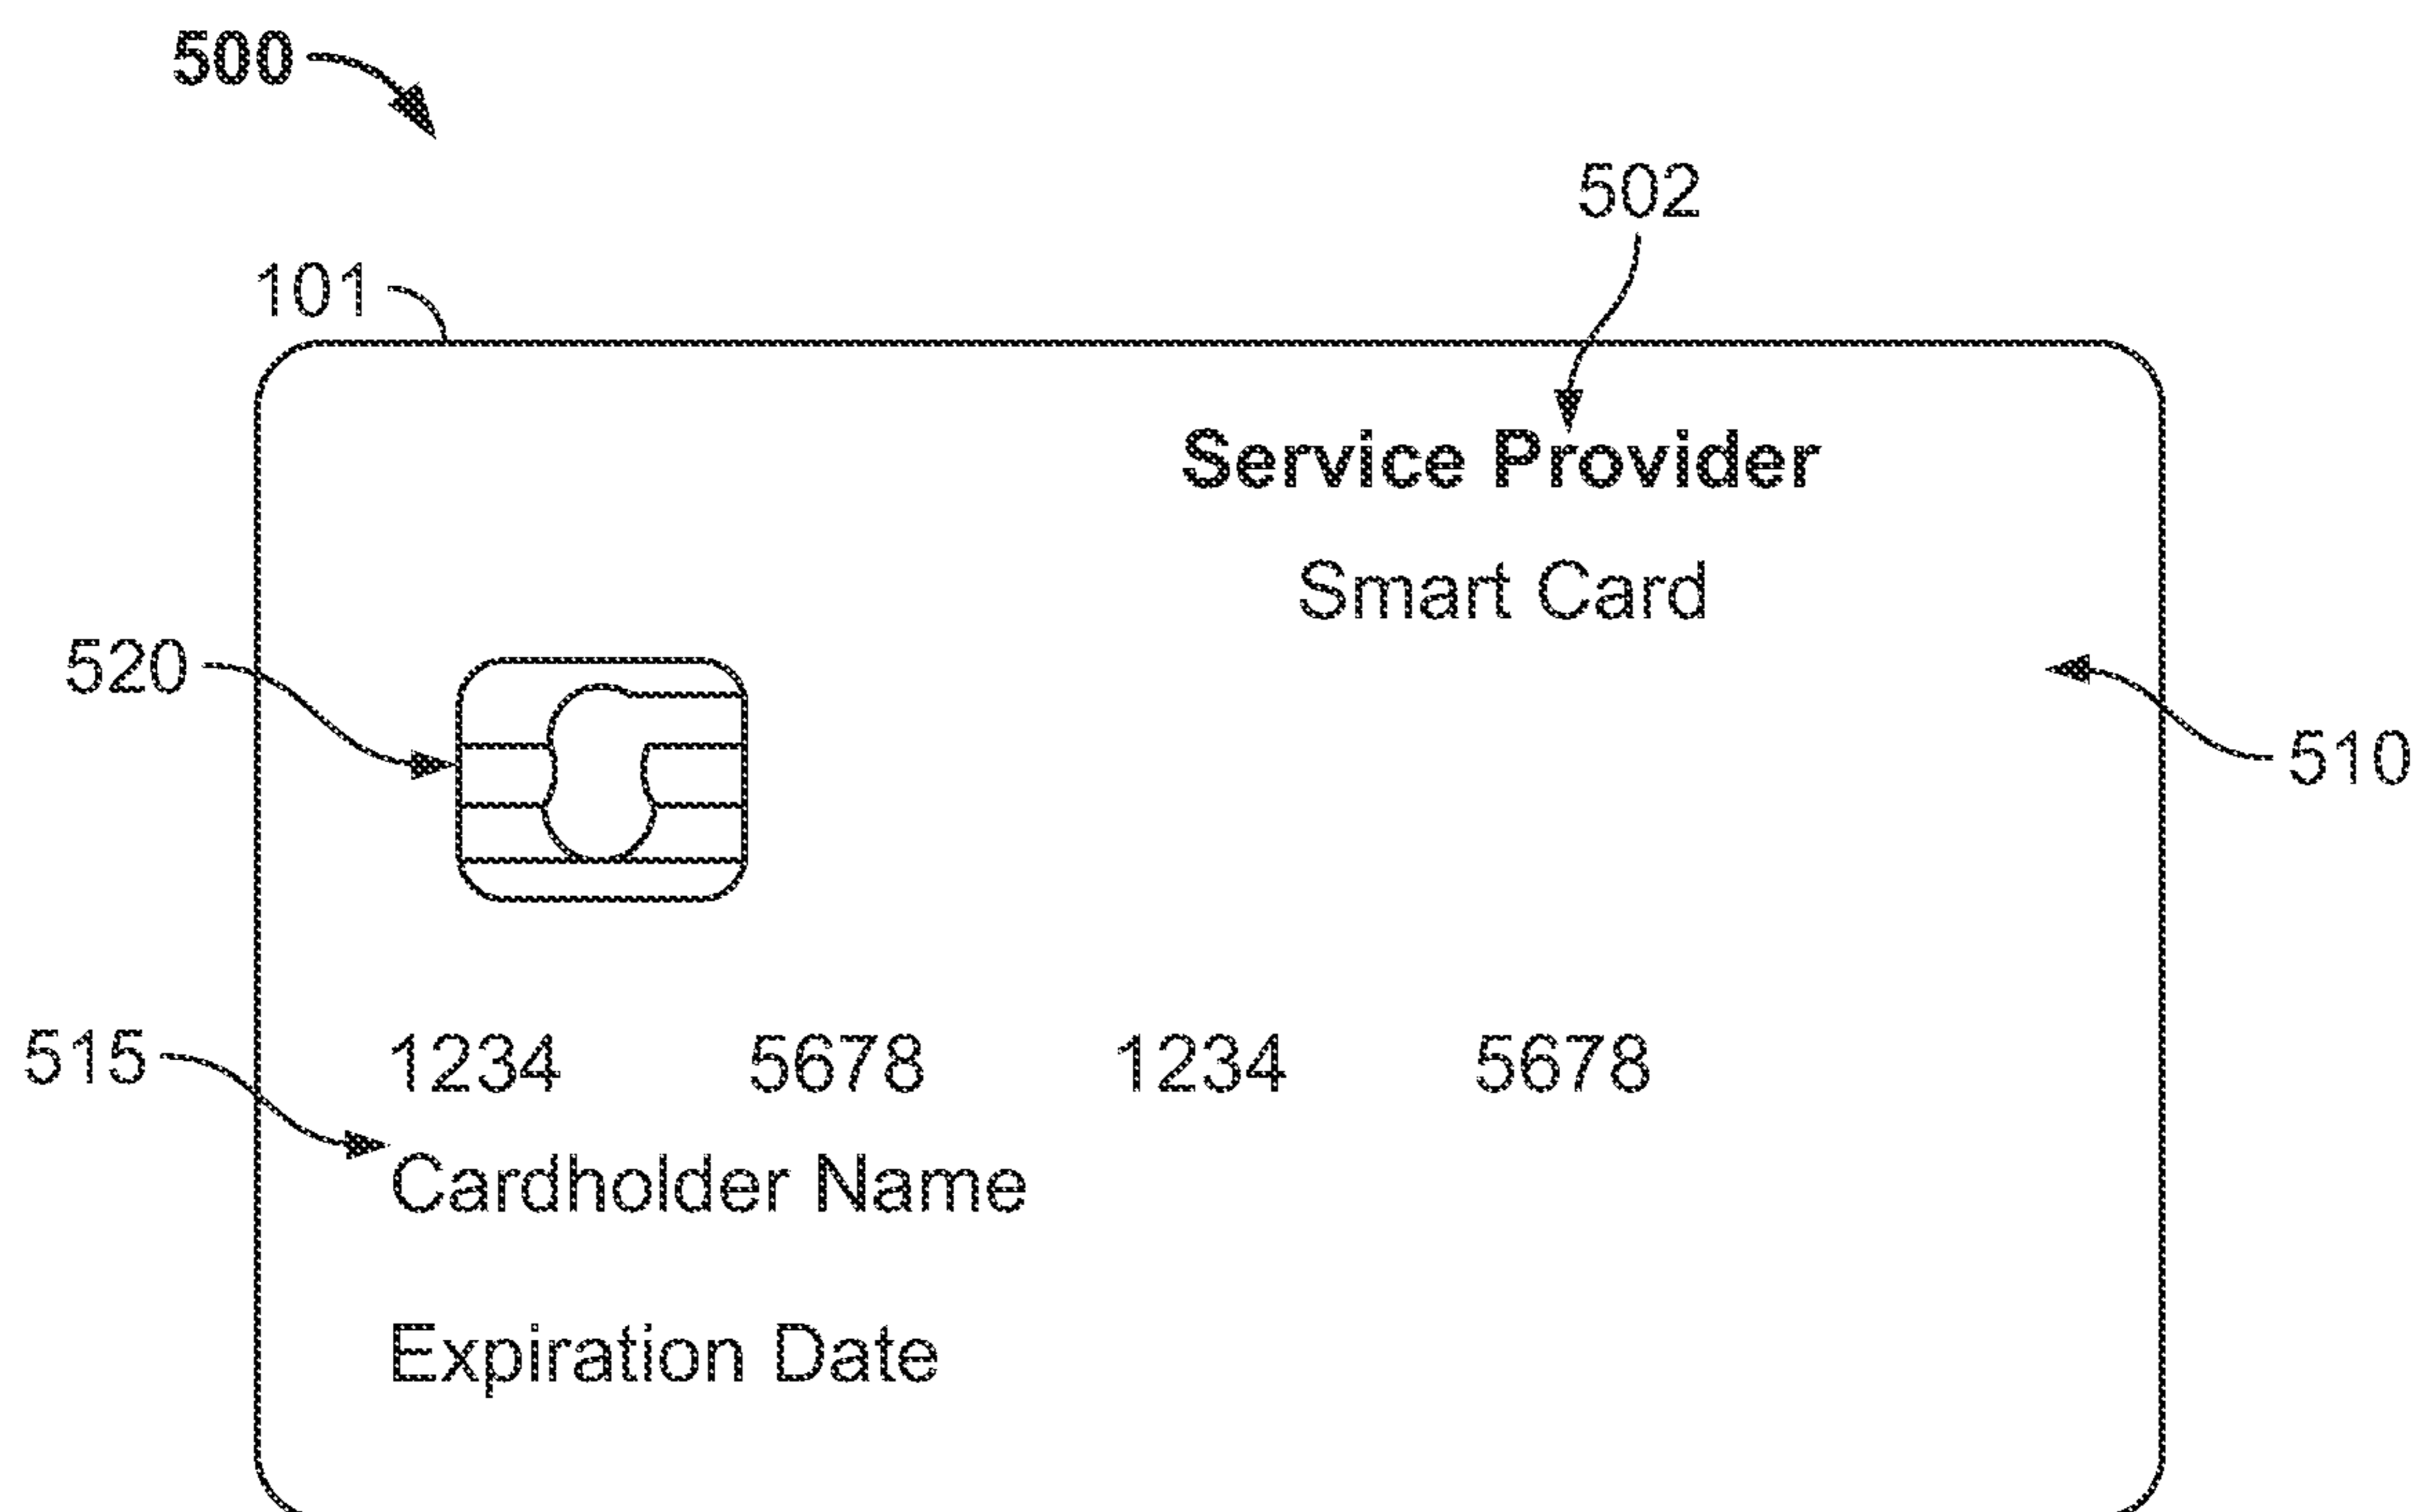 500
502
101
Service Provider
Smart Card
520
510
515
1234 5678 1234 5678
Cardholder Name
Expiration Date